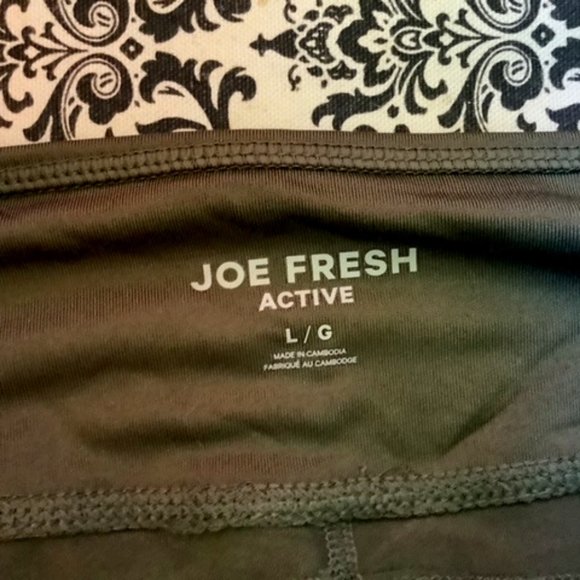 JOE FRESH
ACTIVE
L / G
MADE IN CAMBODIA
FABRIQUÉ AU CAMBODGE